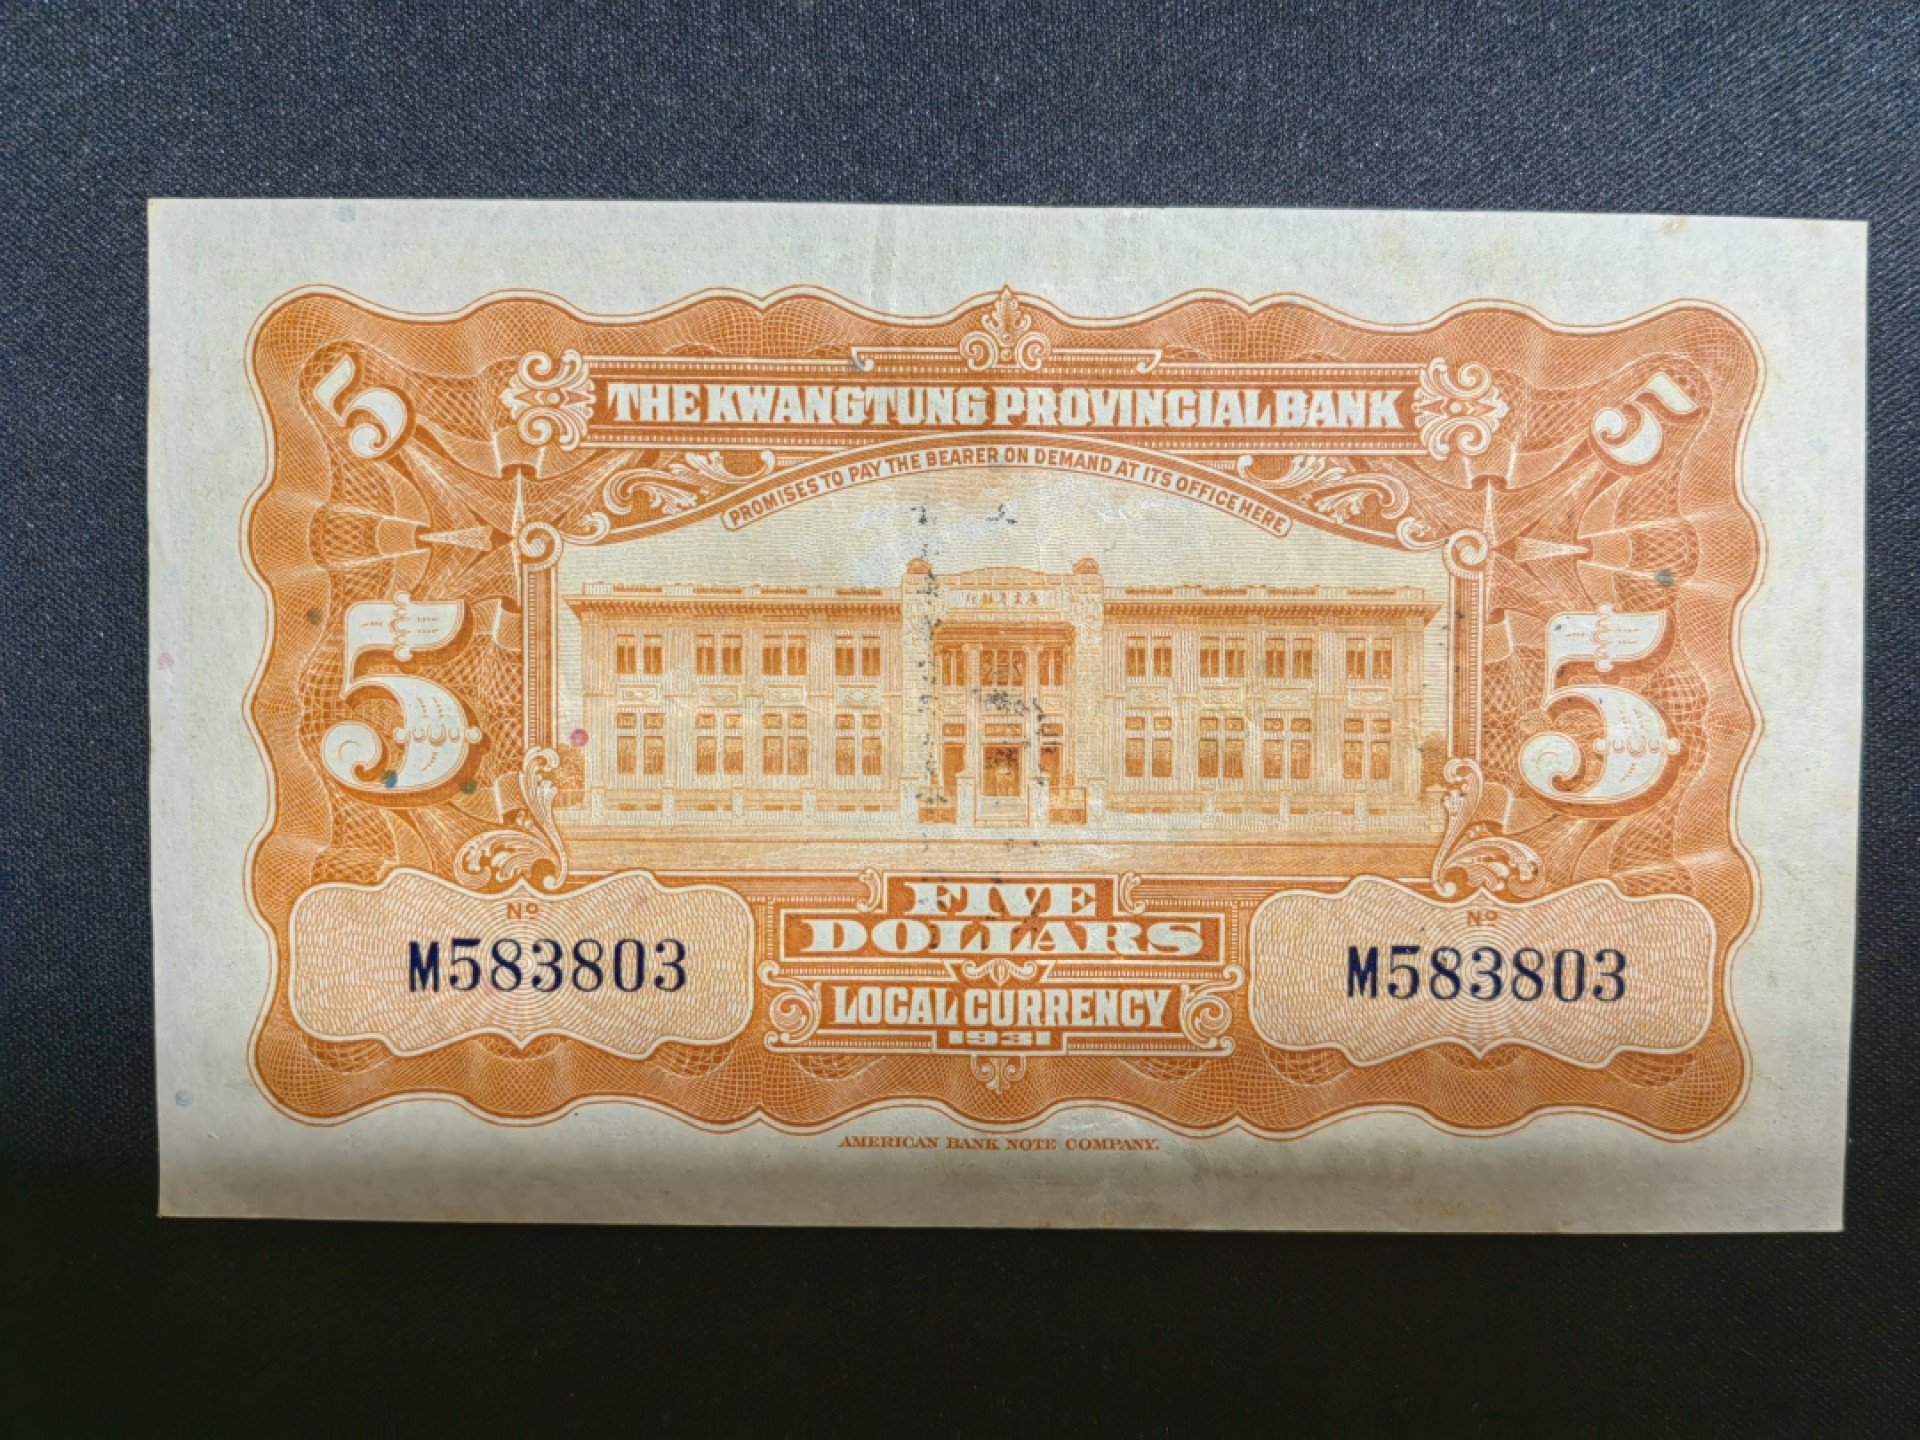 5
THE KWANGTUNG PROVINCIAL BANK
5
PROMISES TO PAY THE BEARER ON DEMAND AT ITS OFFICE HERE
5
5
FIVE
DOLLARS
Nº
M583803
Nº
M583803
LOCAL CURRENCY
1931
AMERICAN BANK NOTE COMPANY.